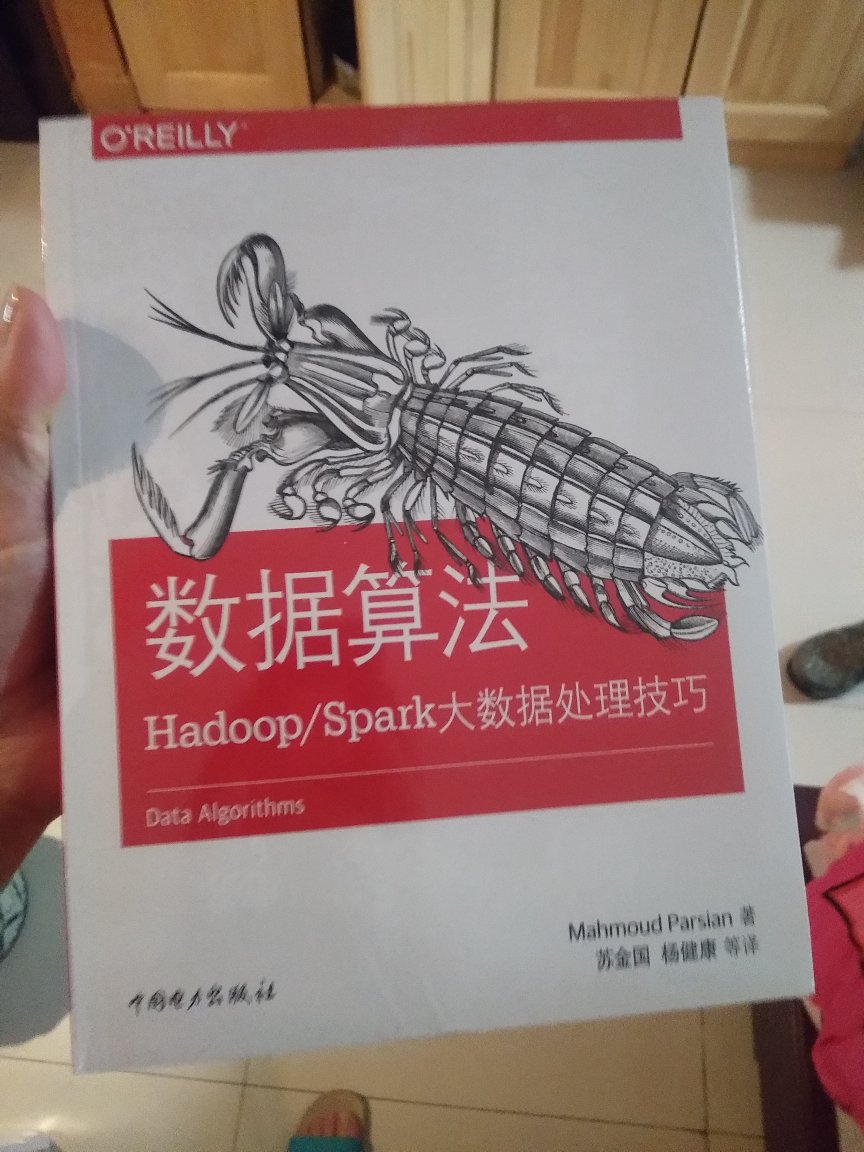 O'REILLY
数据算法
Hadoop/Spark大数据处理技巧
Data Algorithms
Mahmoud Parsian 著
苏金国 杨健康 等译
中国电力出版社